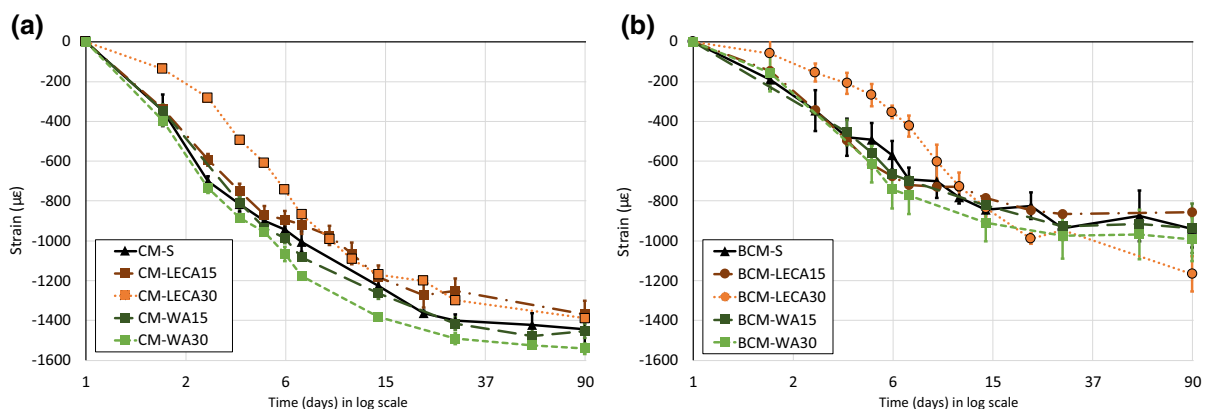 (a)
0
-200
-400
-600
-800
-1000
-1200
-1400
-1600
Strain (με)
CM-S
CM-LECA15
CM-LECA30
CM-WA15
CM-WA30
1 2 6 15 37 90
Time (days) in log scale
(b)
0
-200
-400
-600
-800
-1000
-1200
-1400
-1600
Strain (με)
BCM-S
BCM-LECA15
BCM-LECA30
BCM-WA15
BCM-WA30
1 2 6 15 37 90
Time (days) in log scale